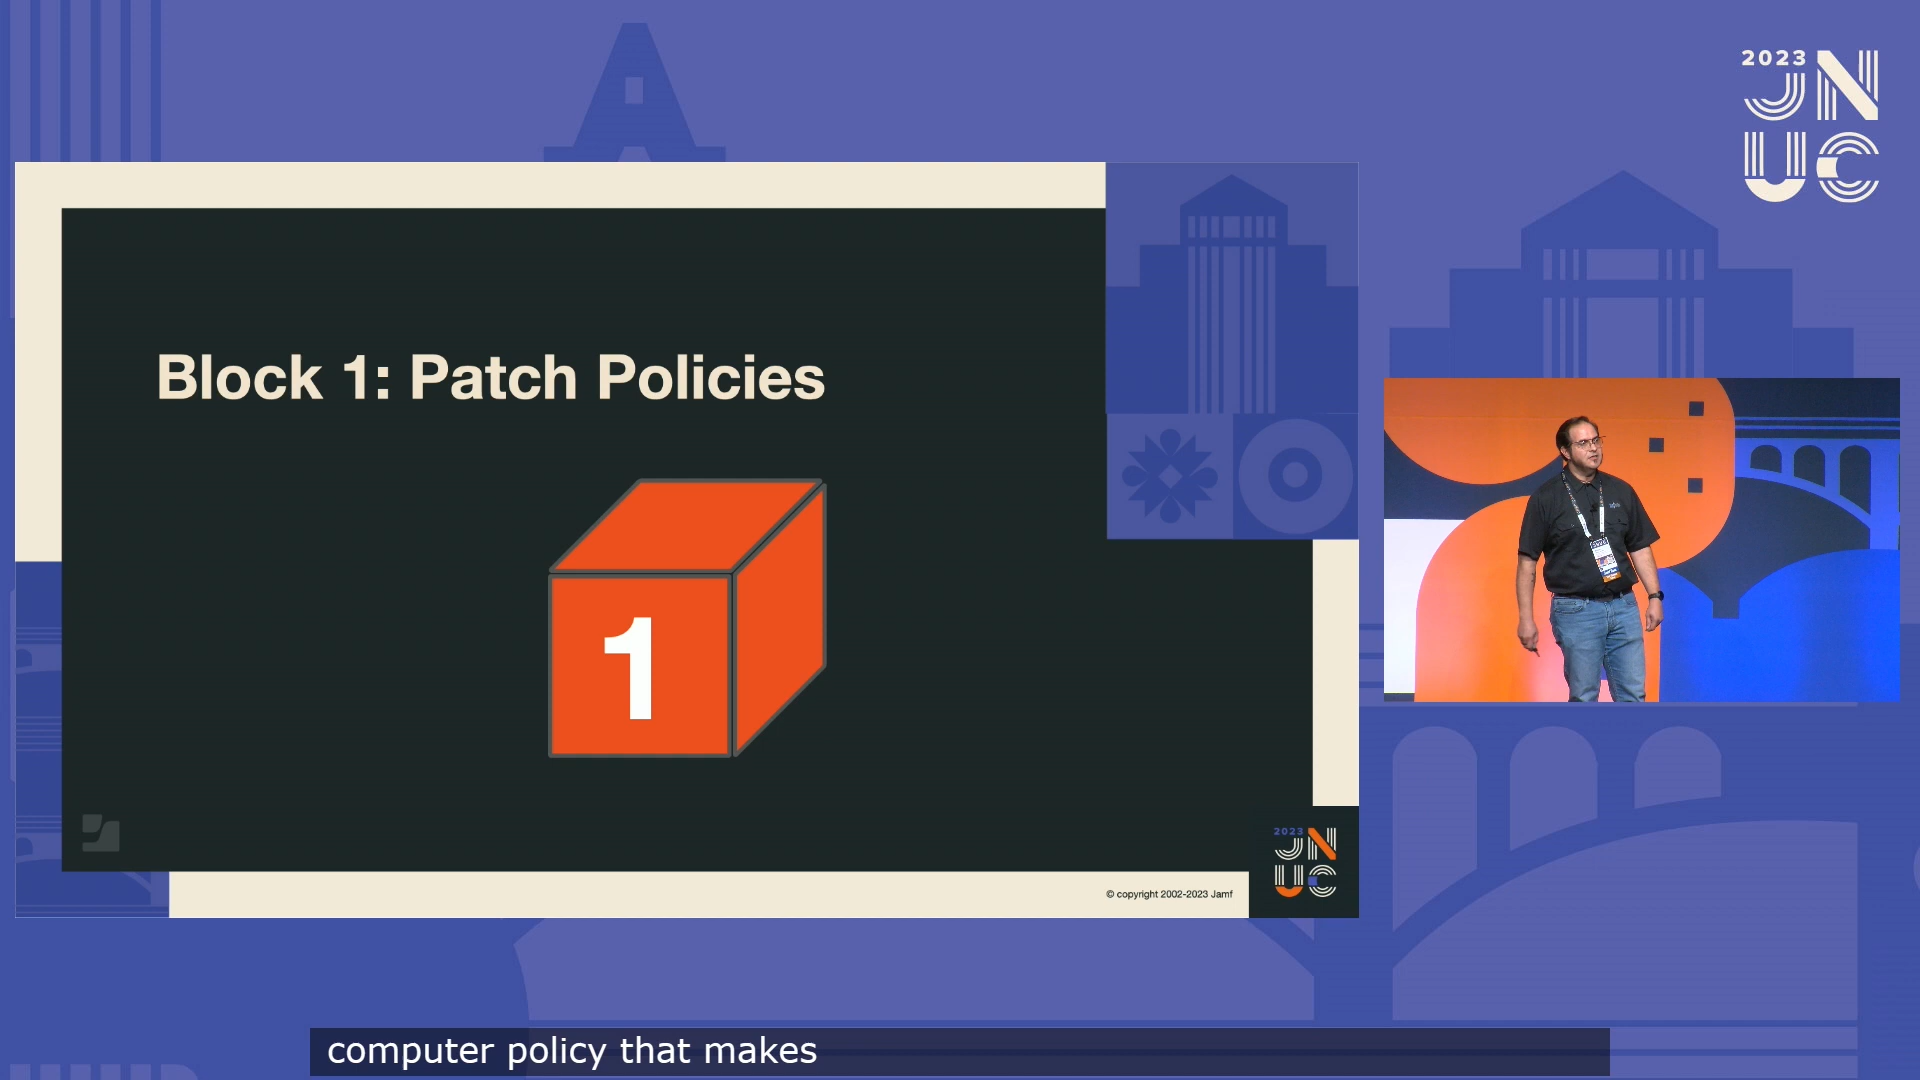 2023
JN
UC
Block 1: Patch Policies
1
2023
JN
UC
© copyright 2002-2023 Jamf
computer policy that makes